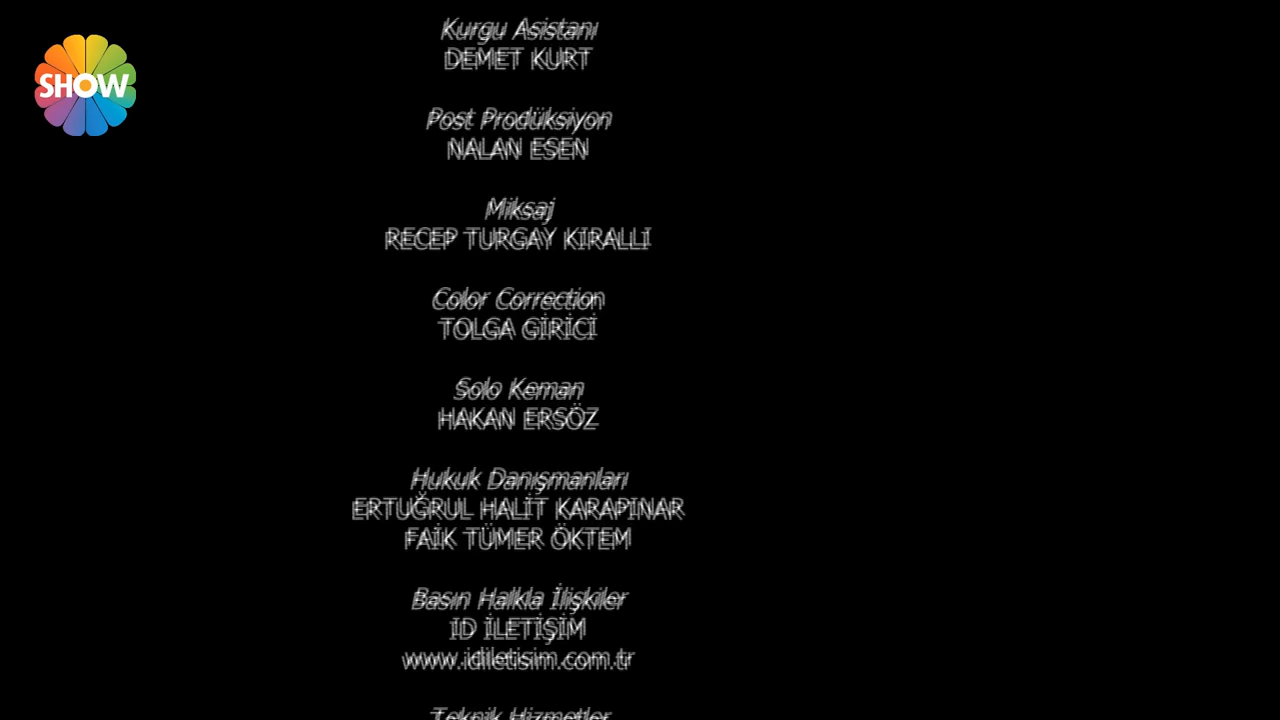 SHOW
Kurgu Asistanı
DEMET KURT
Post Prodüksiyon
NALAN ESEN
Miksaj
RECEP TURGAY KIRALLI
Color Correction
TOLGA GİRİCİ
Solo Keman
HAKAN ERSÖZ
Hukuk Danışmanları
ERTUĞRUL HALİT KARAPINAR
FAİK TÜMER ÖKTEM
Basın Halkla İlişkiler
ID İLETİŞİM
www.idiletisim.com.tr
Teknik Hizmetler